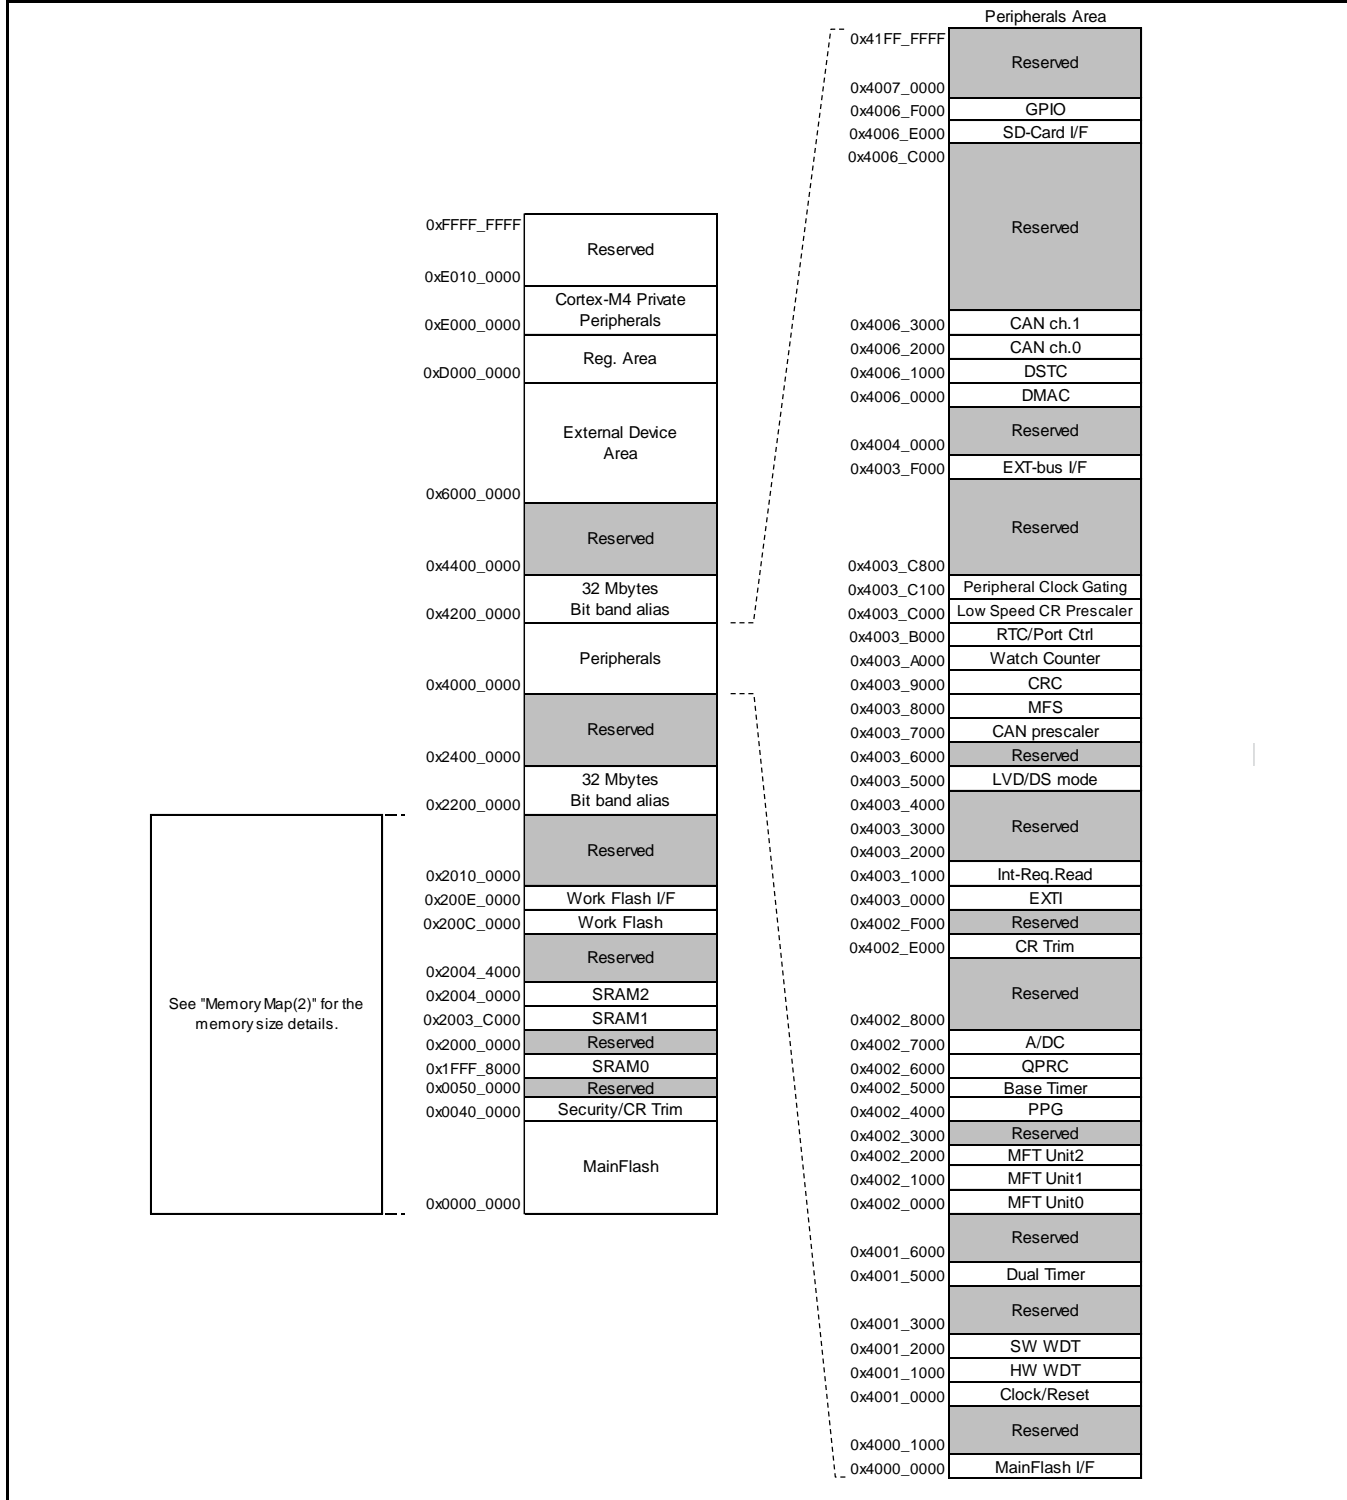 Peripherals Area
0x41FF_FFFF
Reserved
0x4007_0000
0x4006_F000 GPIO
0x4006_E000 SD-Card I/F
0x4006_C000
Reserved
0x4006_3000 CAN ch.1
0x4006_2000 CAN ch.0
0x4006_1000 DSTC
0x4006_0000 DMAC
Reserved
0x4004_0000
0x4003_F000 EXT-bus I/F
Reserved
0x4003_C800
0x4003_C100 Peripheral Clock Gating
0x4003_C000 Low Speed CR Prescaler
0x4003_B000 RTC/Port Ctrl
0x4003_A000 Watch Counter
0x4003_9000 CRC
0x4003_8000 MFS
0x4003_7000 CAN prescaler
0x4003_6000 Reserved
0x4003_5000 LVD/DS mode
0x4003_4000
0x4003_3000 Reserved
0x4003_2000
0x4003_1000 Int-Req.Read
0x4003_0000 EXTI
0x4002_F000 Reserved
0x4002_E000 CR Trim
Reserved
0x4002_8000
0x4002_7000 A/DC
0x4002_6000 QPRC
0x4002_5000 Base Timer
0x4002_4000 PPG
0x4002_3000 Reserved
0x4002_2000 MFT Unit2
0x4002_1000 MFT Unit1
0x4002_0000 MFT Unit0
Reserved
0x4001_6000
0x4001_5000 Dual Timer
Reserved
0x4001_3000
0x4001_2000 SW WDT
0x4001_1000 HW WDT
0x4001_0000 Clock/Reset
Reserved
0x4000_1000
0x4000_0000 MainFlash I/F
0xFFFF_FFFF
Reserved
0xE010_0000
Cortex-M4 Private
0xE000_0000 Peripherals
Reg. Area
0xD000_0000
External Device
Area
0x6000_0000
Reserved
0x4400_0000
32 Mbytes
0x4200_0000 Bit band alias
Peripherals
0x4000_0000
Reserved
0x2400_0000
32 Mbytes
0x2200_0000 Bit band alias
Reserved
0x2010_0000
0x200E_0000 Work Flash I/F
0x200C_0000 Work Flash
Reserved
0x2004_4000
0x2004_0000 SRAM2
0x2003_C000 SRAM1
0x2000_0000 Reserved
0x1FFF_8000 SRAM0
0x0050_0000 Reserved
0x0040_0000 Security/CR Trim
MainFlash
0x0000_0000
See "Memory Map(2)" for the
memory size details.